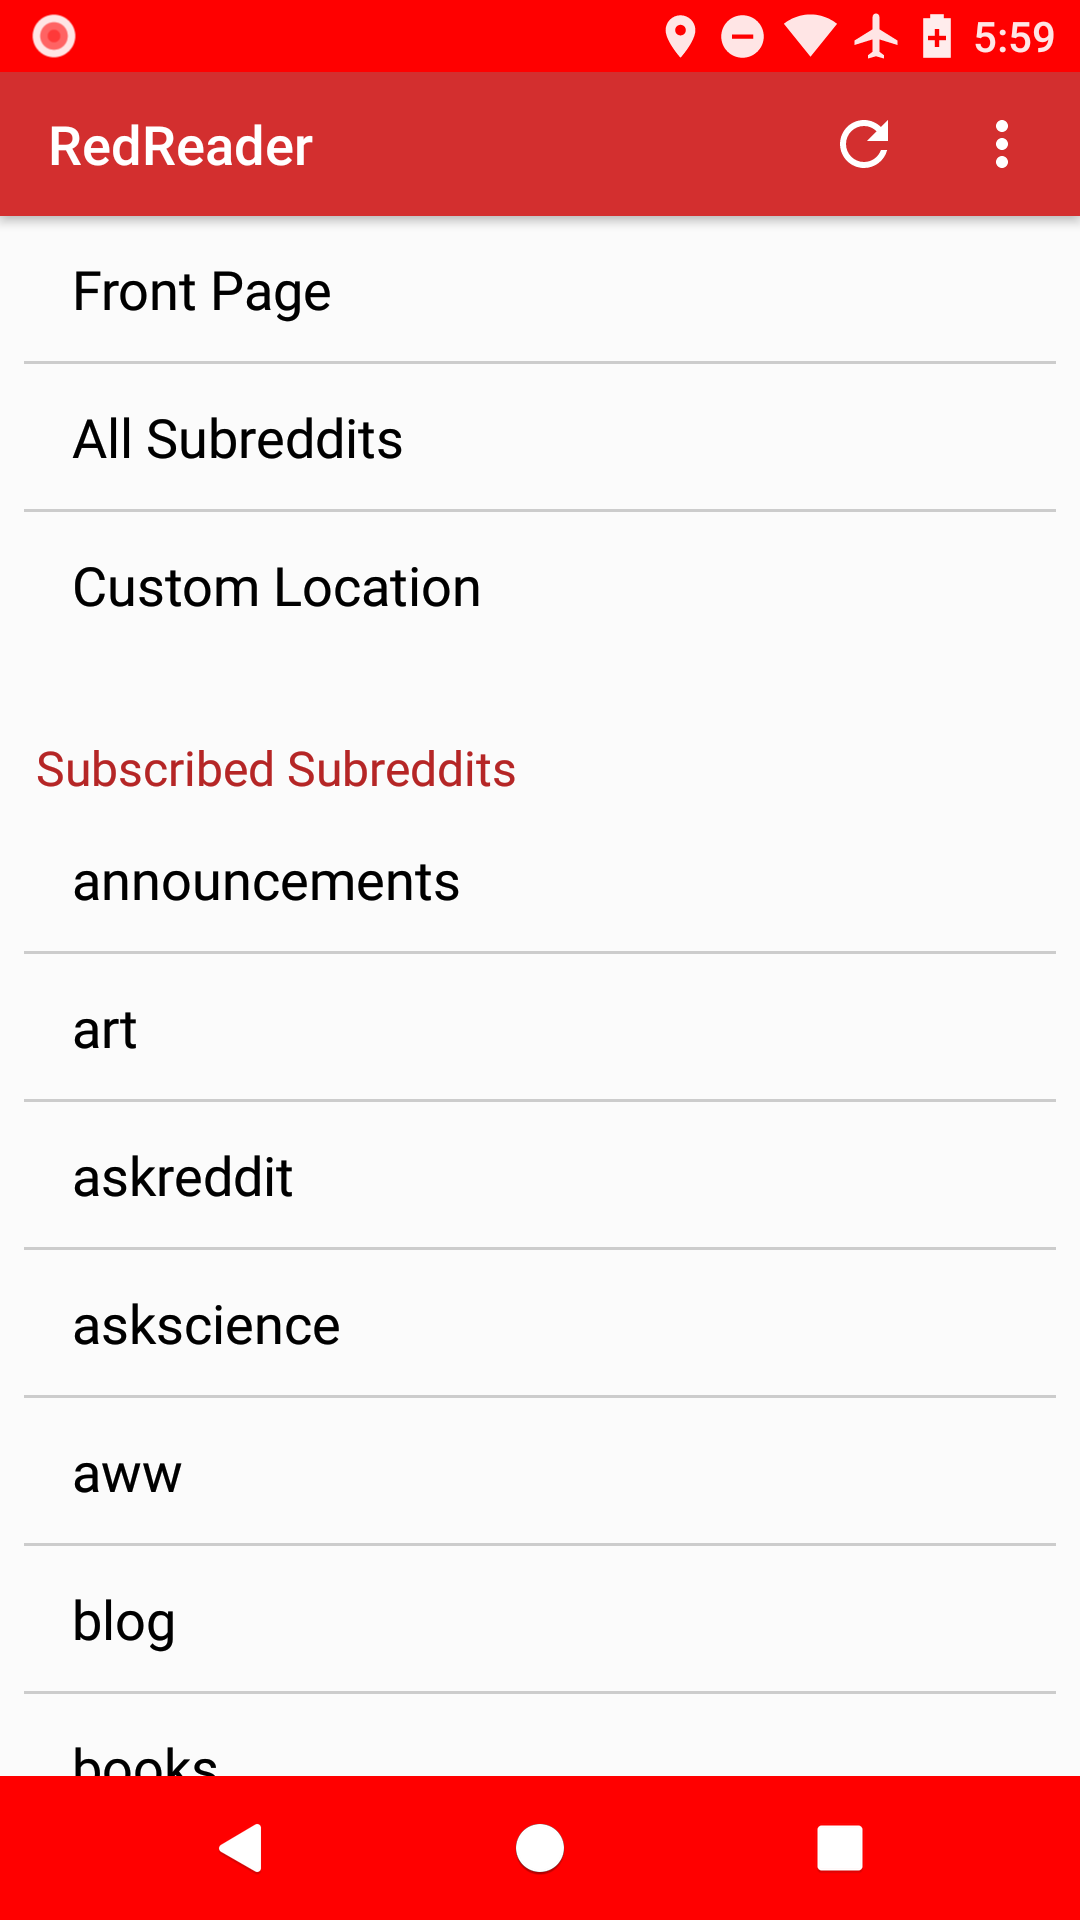 5:59
RedReader
Front Page
All Subreddits
Custom Location
Subscribed Subreddits
announcements
art
askreddit
askscience
aww
blog
books